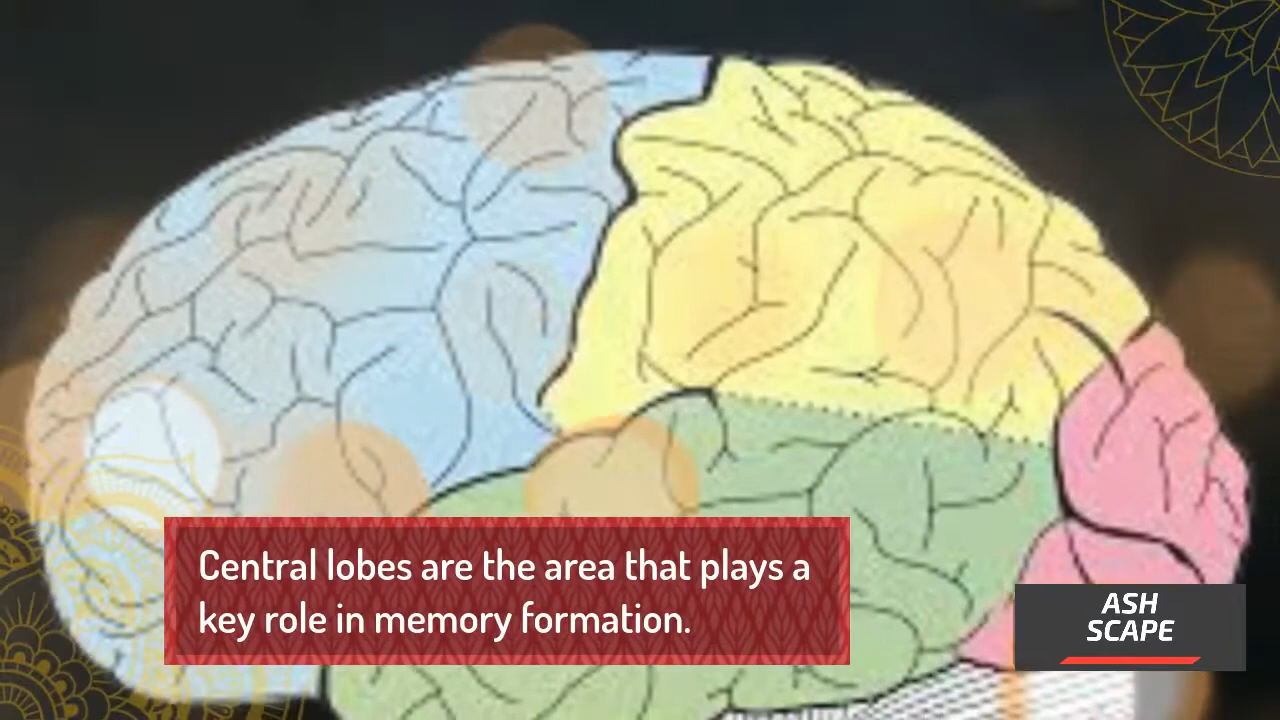 Central lobes are the area that plays a
key role in memory formation.
ASH
SCAPE